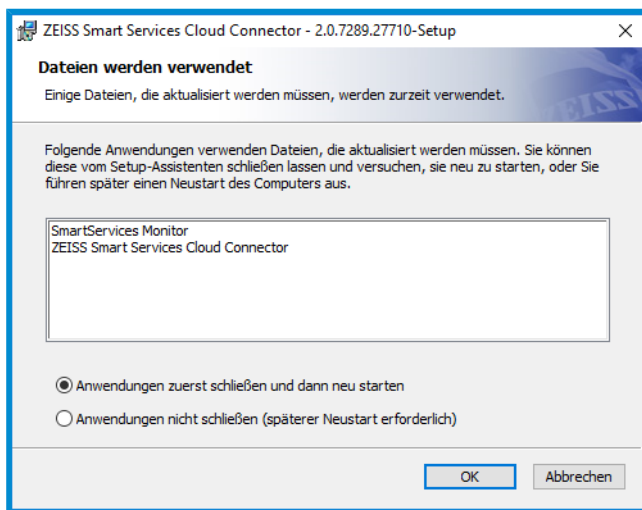 ZEISS Smart Services Cloud Connector - 2.0.7289.27710-Setup
Dateien werden verwendet
Einige Dateien, die aktualisiert werden müssen, werden zurzeit verwendet.
ZEISS
Folgende Anwendungen verwenden Dateien, die aktualisiert werden müssen. Sie können
diese vom Setup-Assistenten schließen lassen und versuchen, sie neu zu starten, oder Sie
führen später einen Neustart des Computers aus.
SmartServices Monitor
ZEISS Smart Services Cloud Connector
Anwendungen zuerst schließen und dann neu starten
Anwendungen nicht schließen (späterer Neustart erforderlich)
OK
Abbrechen